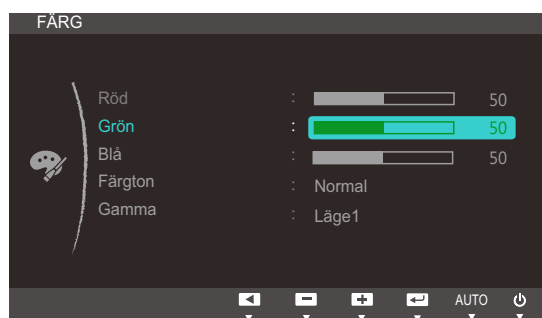 FÄRG
Röd : 50
Grön : 50
Blå : 50
Färgton : Normal
Gamma : Läge1
AUTO